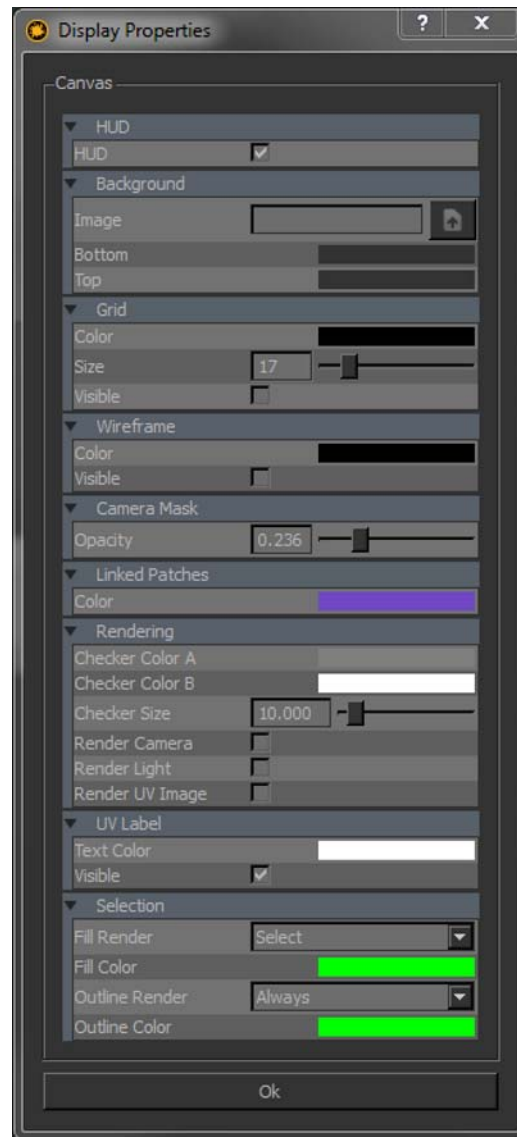 Display Properties ? X
Canvas
HUD
HUD
Background
Image
Bottom
Top
Grid
Color
Size 17
Visible
Wireframe
Color
Visible
Camera Mask
Opacity 0.236
Linked Patches
Color
Rendering
Checker Color A
Checker Color B
Checker Size 10.000
Render Camera
Render Light
Render UV Image
UV Label
Text Color
Visible
Selection
Fill Render Select
Fill Color
Outline Render Always
Outline Color
Ok